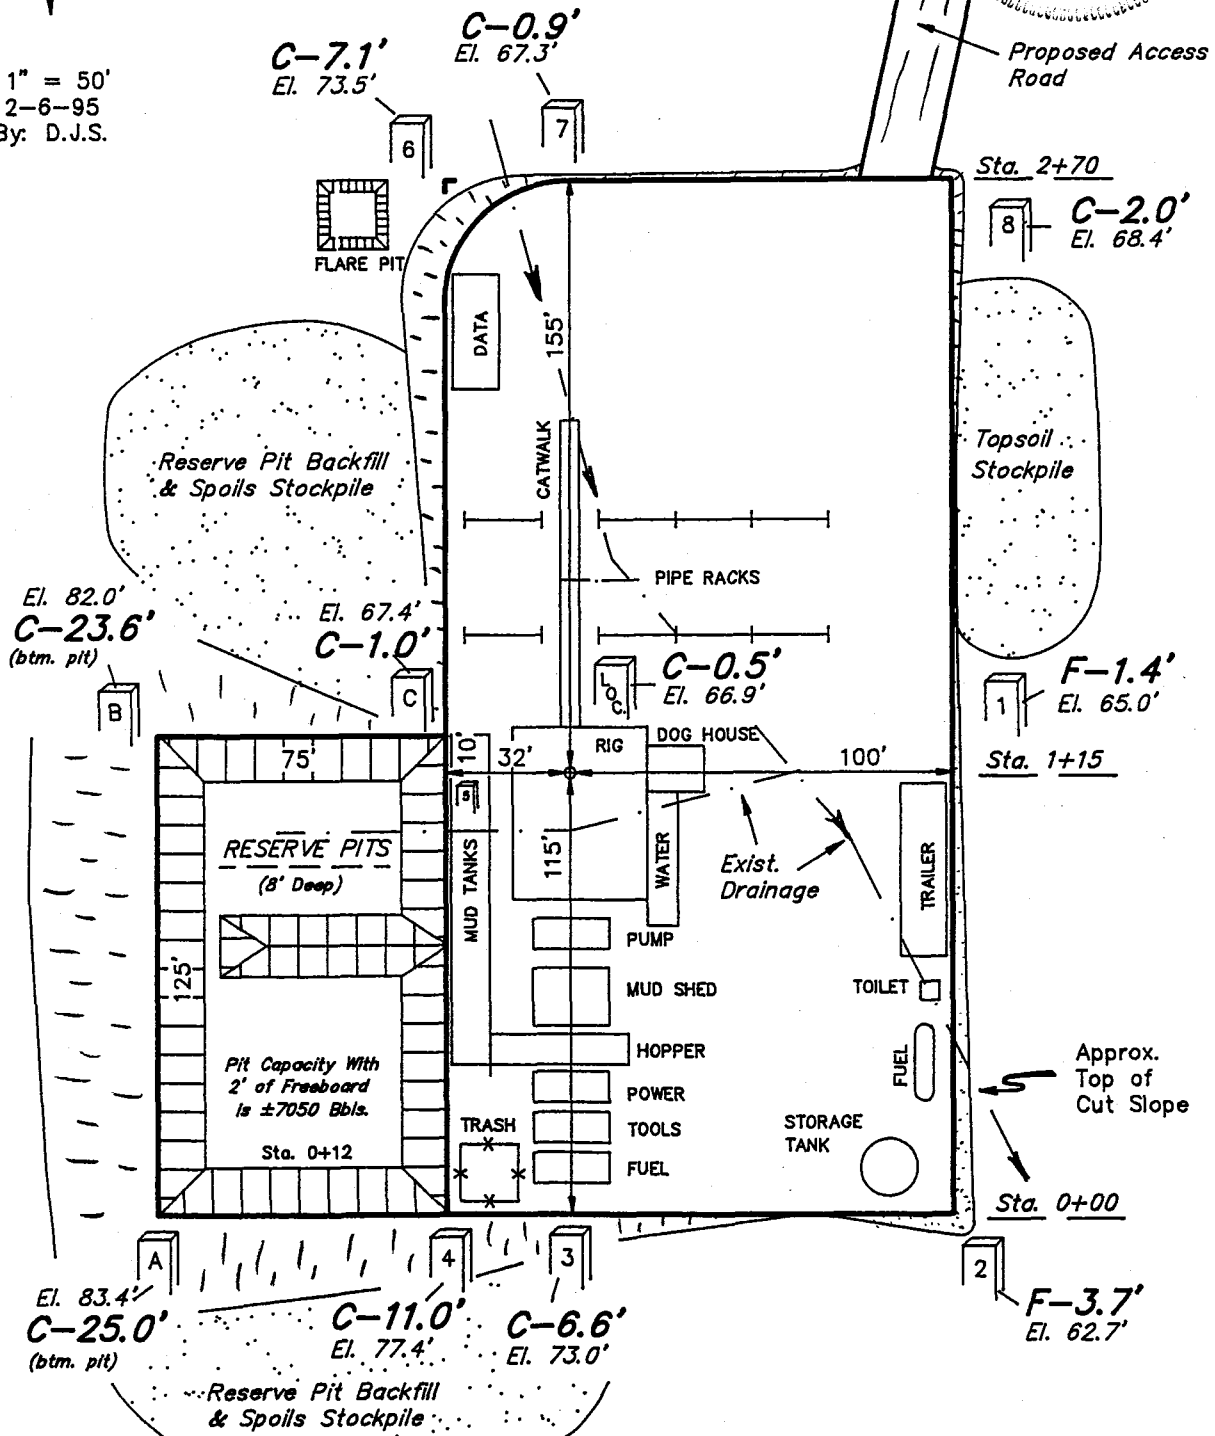 C-0.9'
El. 67.3'
C-7.1'
El. 73.5'
1" = 50'
2-6-95
By: D.J.S.
Proposed Access
Road
6
7
Sta. 2+70
8
C-2.0'
El. 68.4'
FLARE PIT
DATA
155'
CATWALK
Reserve Pit Backfill
& Spoils Stockpile
Topsoil
Stockpile
PIPE RACKS
El. 82.0'
C-23.6'
(btm. pit)
El. 67.4'
C-1.0'
B
C
LOC.
C-0.5'
El. 66.9'
F-1.4'
El. 65.0'
1
75'
10'
32'
RIG
DOG HOUSE
100'
Sta. 1+15
5
RESERVE PITS
(8' Deep)
MUD TANKS
115'
WATER
Exist.
Drainage
TRAILER
PUMP
125'
MUD SHED
TOILET
HOPPER
FUEL
Approx.
Top of
Cut Slope
Pit Capacity With
2' of Freeboard
is ±7050 Bbls.
POWER
TRASH
TOOLS
STORAGE
TANK
Sta. 0+12
FUEL
Sta. 0+00
A
4
3
2
El. 83.4'
C-25.0'
(btm. pit)
C-11.0'
El. 77.4'
C-6.6'
El. 73.0'
F-3.7'
El. 62.7'
Reserve Pit Backfill
& Spoils Stockpile